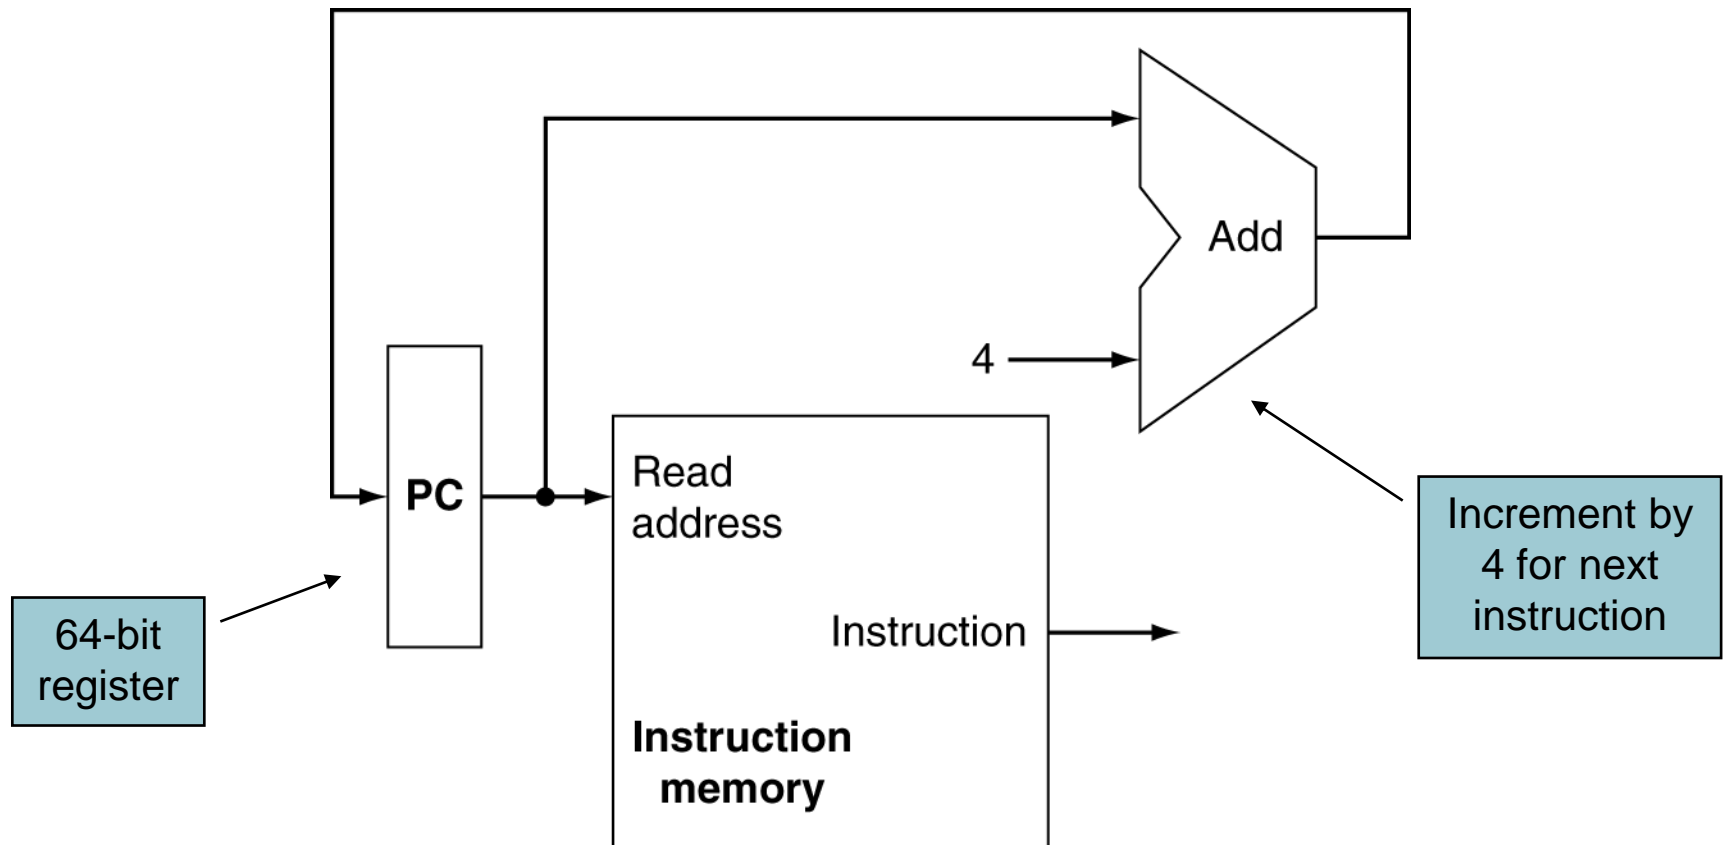 Add
4
PC
Read
address
Instruction
Instruction
memory
64-bit
register
Increment by
4 for next
instruction